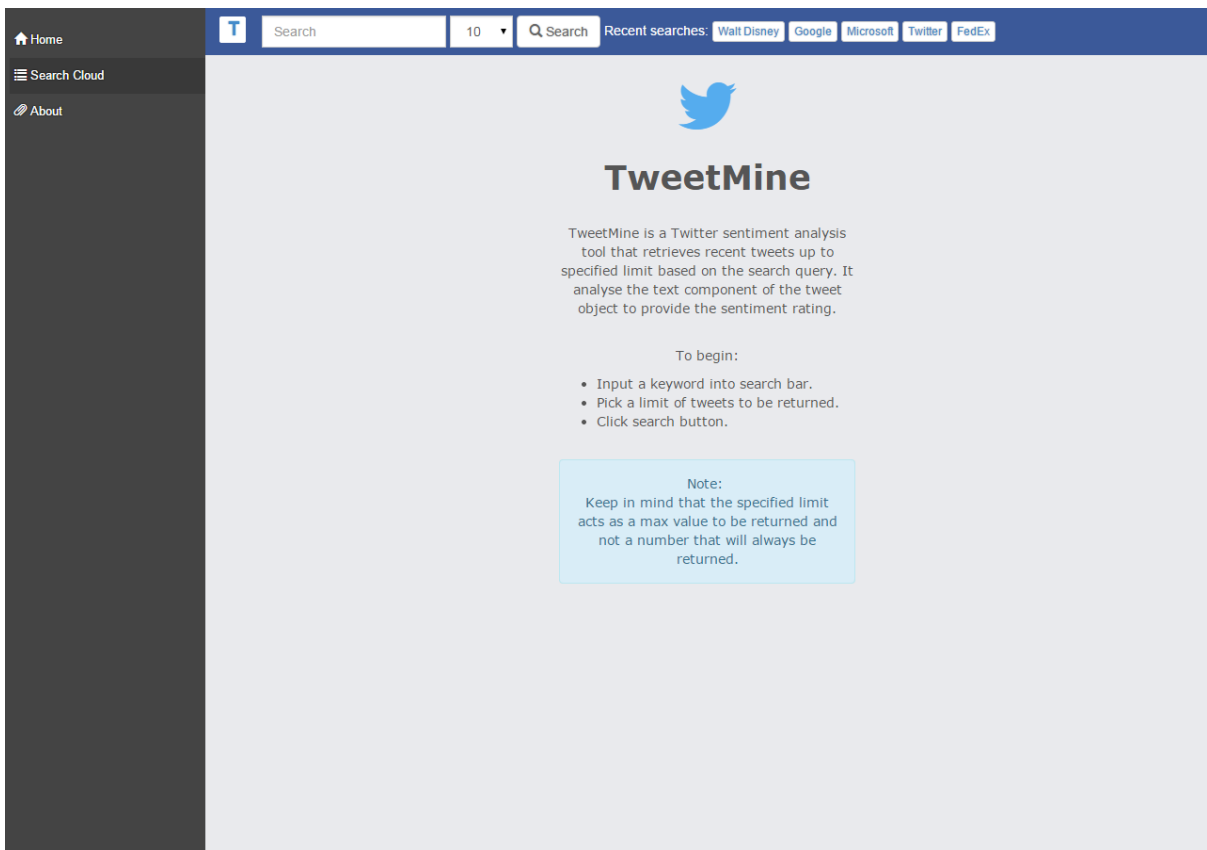 Home
Search Cloud
About
T Search 10 Search Recent searches: Walt Disney Google Microsoft Twitter FedEx
TweetMine
TweetMine is a Twitter sentiment analysis
tool that retrieves recent tweets up to
specified limit based on the search query. It
analyse the text component of the tweet
object to provide the sentiment rating.
To begin:
• Input a keyword into search bar.
• Pick a limit of tweets to be returned.
• Click search button.
Note:
Keep in mind that the specified limit
acts as a max value to be returned and
not a number that will always be
returned.